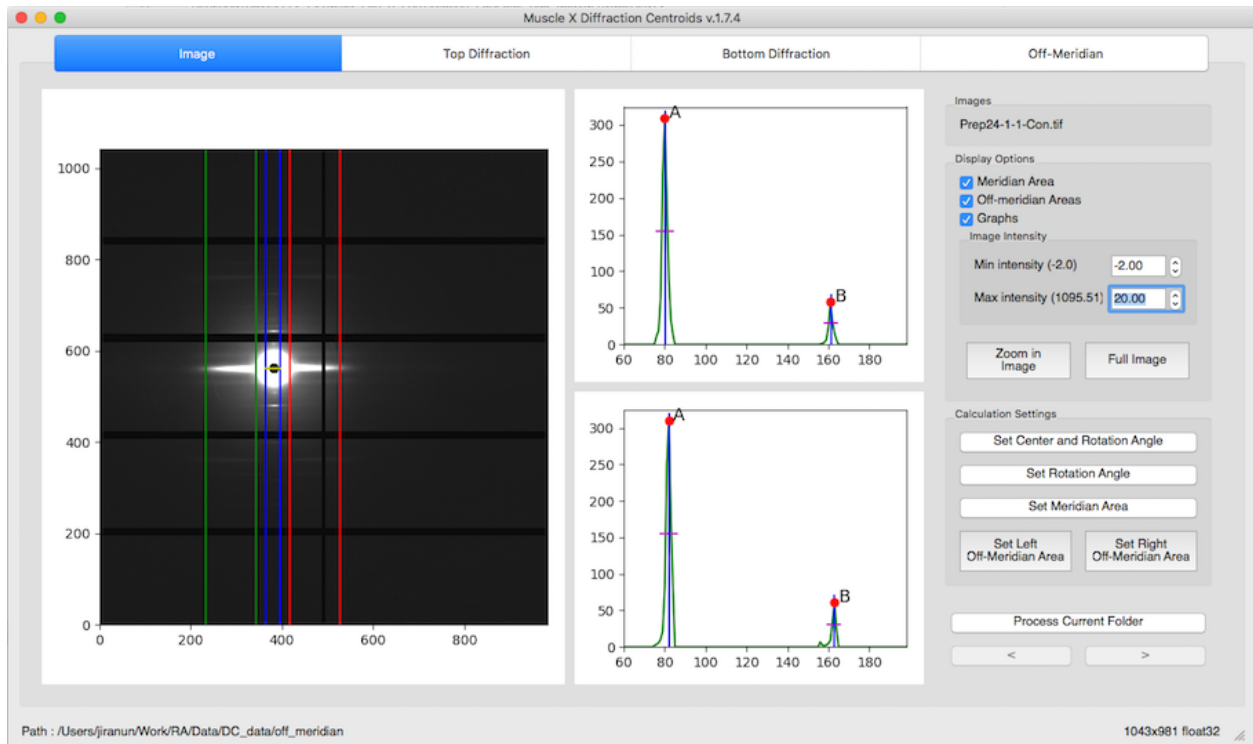 Muscle X Diffraction Centroids v.1.7.4
Image Top Diffraction Bottom Diffraction Off-Meridian
1000
800
600
400
200
0
0 200 400 600 800
300
250
200
150
100
50
0
60 80 100 120 140 160 180
A
B
300
250
200
150
100
50
0
60 80 100 120 140 160 180
A
B
Images
Prep24-1-1-Con.tif
Display Options
Meridian Area
Off-meridian Areas
Graphs
Image Intensity
Min intensity (-2.0) -2.00
Max intensity (1095.51) 20.00
Zoom in
Image
Full Image
Calculation Settings
Set Center and Rotation Angle
Set Rotation Angle
Set Meridian Area
Set Left
Off-Meridian Area
Set Right
Off-Meridian Area
Process Current Folder
< >
Path : /Users/jiranun/Work/RA/Data/DC_data/off_meridian
1043x981 float32